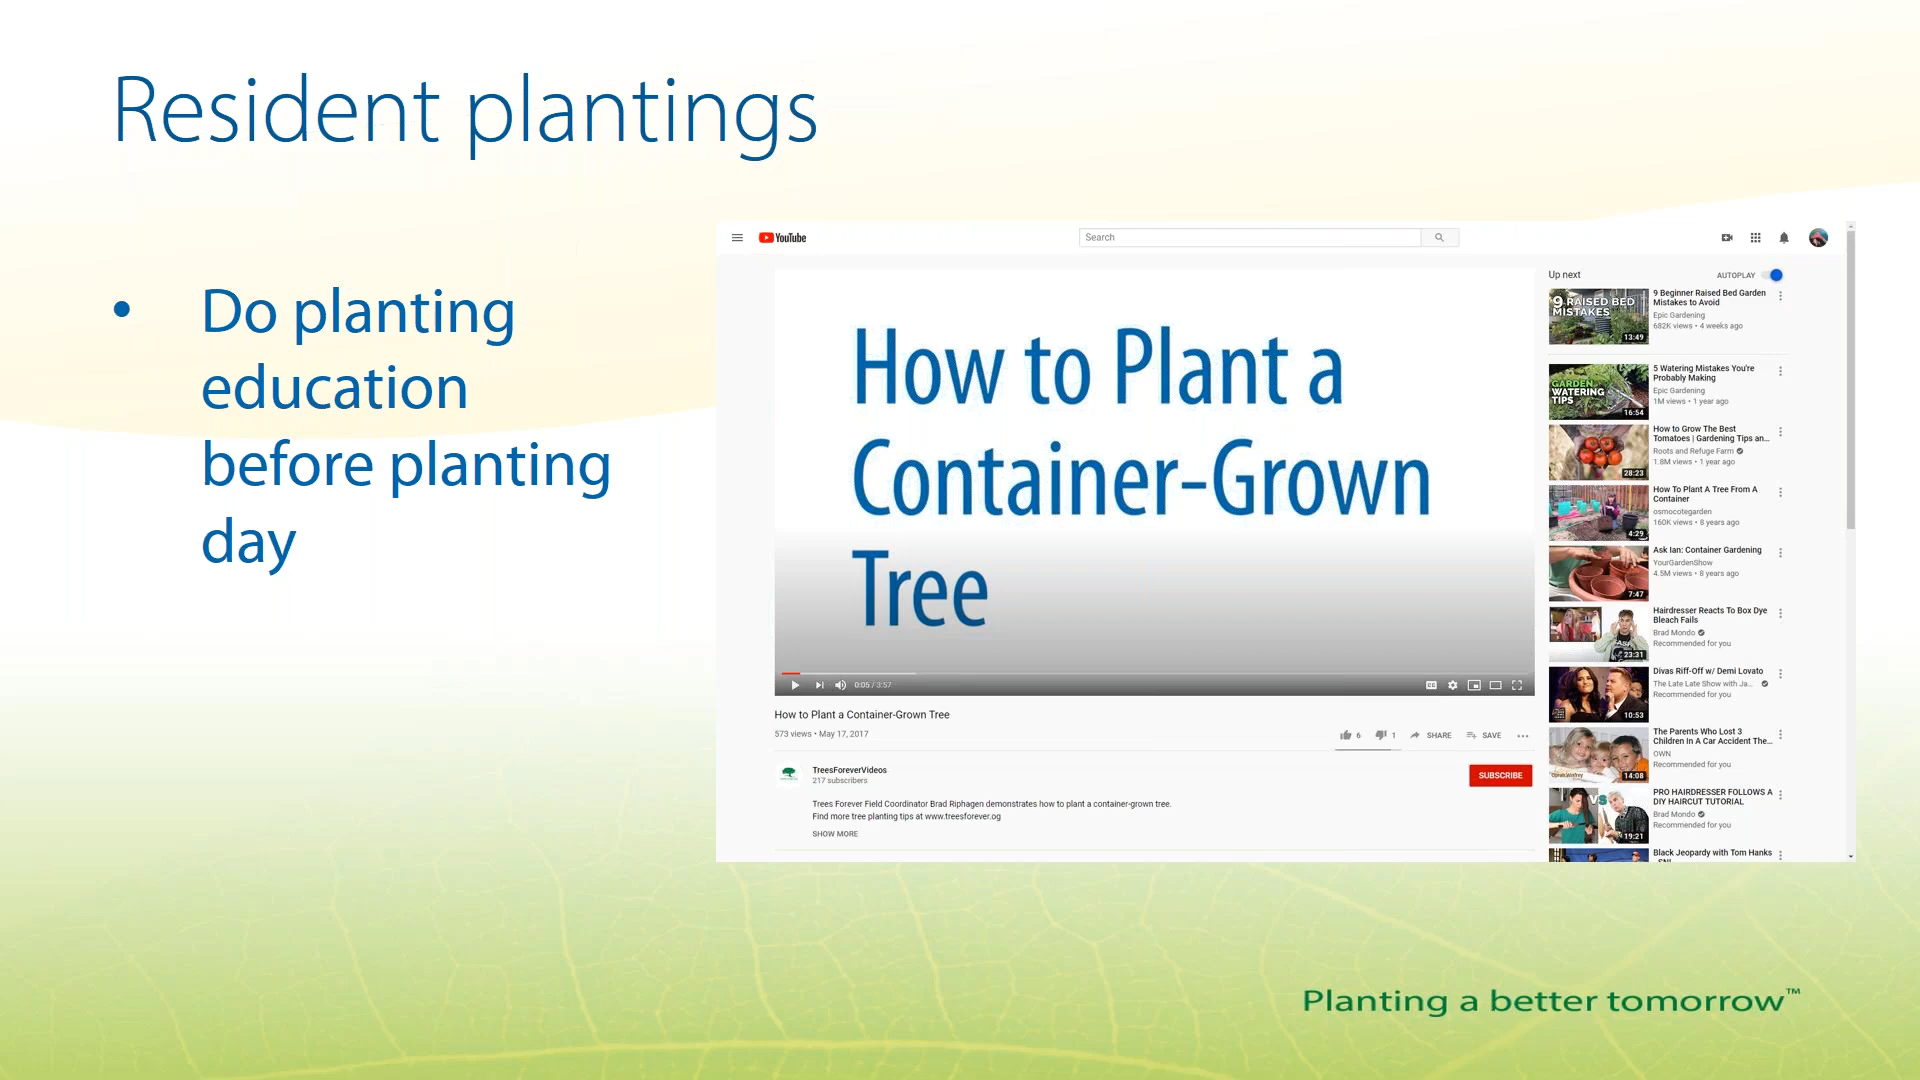 Resident plantings
• Do planting
education
before planting
day
YouTube
Search
How to Plant a
Container-Grown
Tree
0:05 / 3:57
How to Plant a Container-Grown Tree
573 views • May 17, 2017
6
1
SHARE
SAVE
TreesForeverVideos
217 subscribers
SUBSCRIBE
Trees Forever Field Coordinator Brad Riphagen demonstrates how to plant a container-grown tree.
Find more tree planting tips at www.treesforever.og
SHOW MORE
Up next
AUTOPLAY
9 RAISED BED
MISTAKES
13:49
9 Beginner Raised Bed Garden
Mistakes to Avoid
Epic Gardening
682K views • 4 weeks ago
GARDEN
WATERING
TIPS
16:54
5 Watering Mistakes You're
Probably Making
Epic Gardening
1M views • 1 year ago
28:23
How to Grow The Best
Tomatoes | Gardening Tips an...
Roots and Refuge Farm
1.8M views • 1 year ago
4:29
How To Plant A Tree From A
Container
osmocotegarden
160K views • 8 years ago
7:47
Ask Ian: Container Gardening
YourGardenShow
4.5M views • 8 years ago
23:31
Hairdresser Reacts To Box Dye
Bleach Fails
Brad Mondo
Recommended for you
10:53
Divas Riff-Off w/ Demi Lovato
The Late Late Show with Ja...
Recommended for you
14:08
The Parents Who Lost 3
Children In A Car Accident The...
OWN
Recommended for you
VS
19:21
PRO HAIRDRESSER FOLLOWS A
DIY HAIRCUT TUTORIAL
Brad Mondo
Recommended for you
Black Jeopardy with Tom Hanks
Planting a better tomorrow™